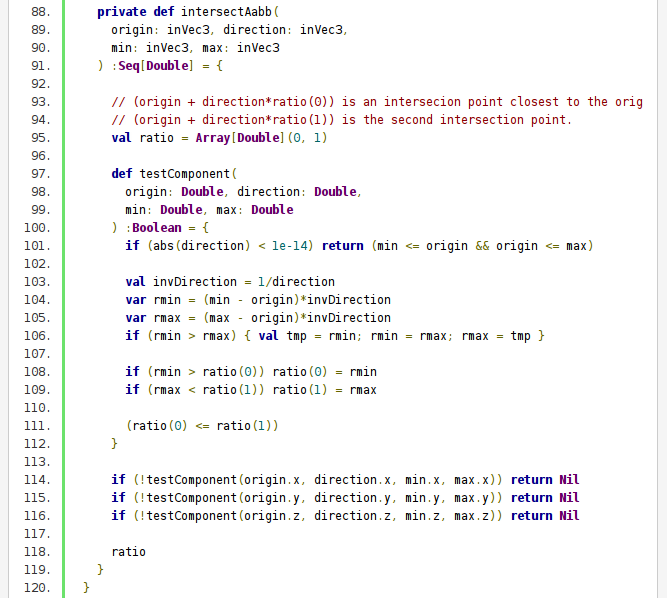 88. private def intersectAabb(
89. origin: inVec3, direction: inVec3,
90. min: inVec3, max: inVec3
91. ) :Seq[Double] = {
92.
93. // (origin + direction*ratio(0)) is an intersecion point closest to the orig
94. // (origin + direction*ratio(1)) is the second intersection point.
95. val ratio = Array[Double](0, 1)
96.
97. def testComponent(
98. origin: Double, direction: Double,
99. min: Double, max: Double
100. ) :Boolean = {
101. if (abs(direction) < 1e-14) return (min <= origin && origin <= max)
102.
103. val invDirection = 1/direction
104. var rmin = (min - origin)*invDirection
105. var rmax = (max - origin)*invDirection
106. if (rmin > rmax) { val tmp = rmin; rmin = rmax; rmax = tmp }
107.
108. if (rmin > ratio(0)) ratio(0) = rmin
109. if (rmax < ratio(1)) ratio(1) = rmax
110.
111. (ratio(0) <= ratio(1))
112. }
113.
114. if (!testComponent(origin.x, direction.x, min.x, max.x)) return Nil
115. if (!testComponent(origin.y, direction.y, min.y, max.y)) return Nil
116. if (!testComponent(origin.z, direction.z, min.z, max.z)) return Nil
117.
118. ratio
119. }
120. }